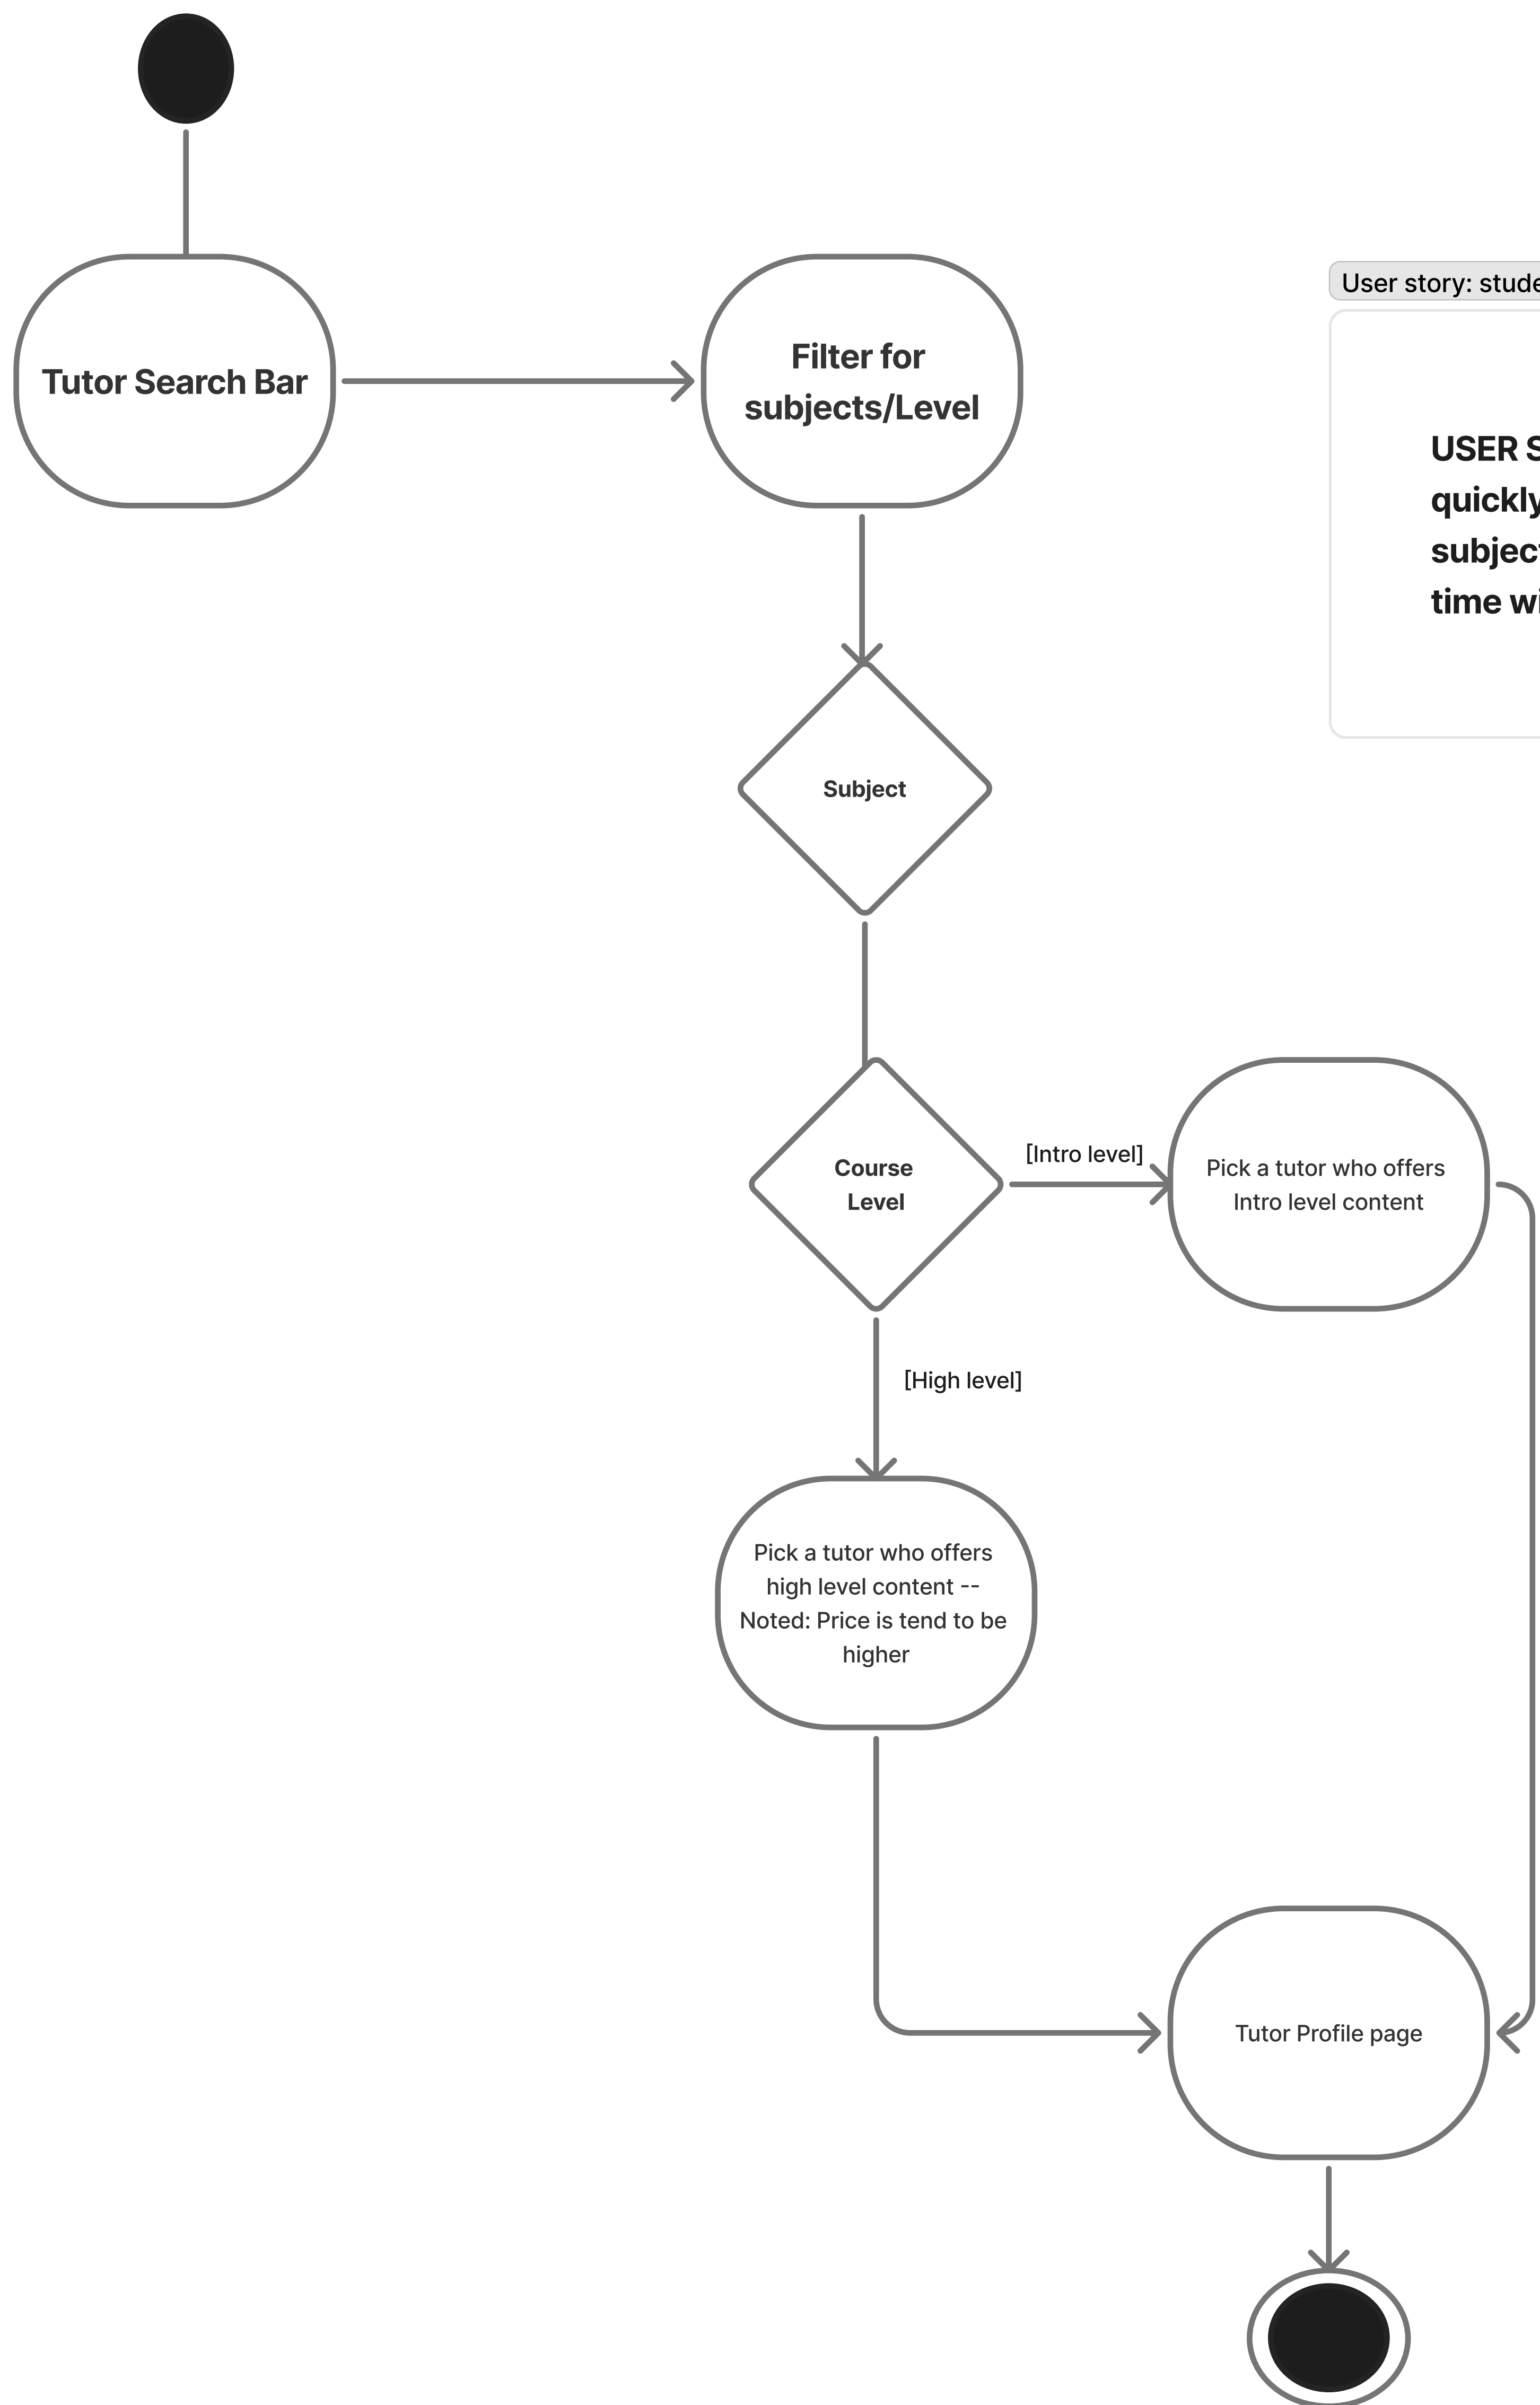 Tutor Search Bar
Filter for
subjects/Level
User story: stude
USER S
quickly
subject
time wi
Subject
Course
Level
[Intro level]
Pick a tutor who offers
Intro level content
[High level]
Pick a tutor who offers
high level content --
Noted: Price is tend to be
higher
Tutor Profile page